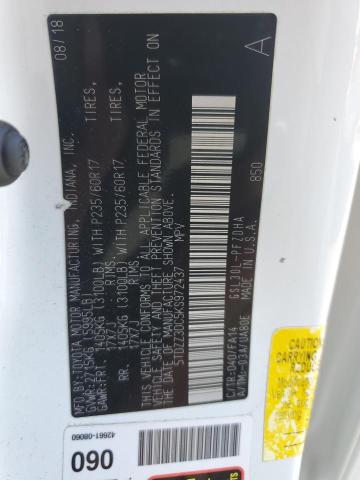 MFD. BY: TOYOTA MOTOR MANUFACTURING, INDIANA, INC. 08/18
GVWR: 2715KG (5985LB)
GAWR: FRT. 1405KG (3100LB) WITH P235/60R17 TIRES,
17X7J RIMS,
RR. 1405KG (3100LB) WITH P235/60R17 TIRES,
17X7J RIMS.
THIS VEHICLE CONFORMS TO ALL APPLICABLE FEDERAL MOTOR
VEHICLE SAFETY, BUMPER, AND THEFT PREVENTION STANDARDS IN EFFECT ON
THE DATE OF MANUFACTURE SHOWN ABOVE.
MPV
A
850
C/TR: 040/FA14 GSL30L-PFZDHA
MADE IN U.S.A.
42661-08060
060